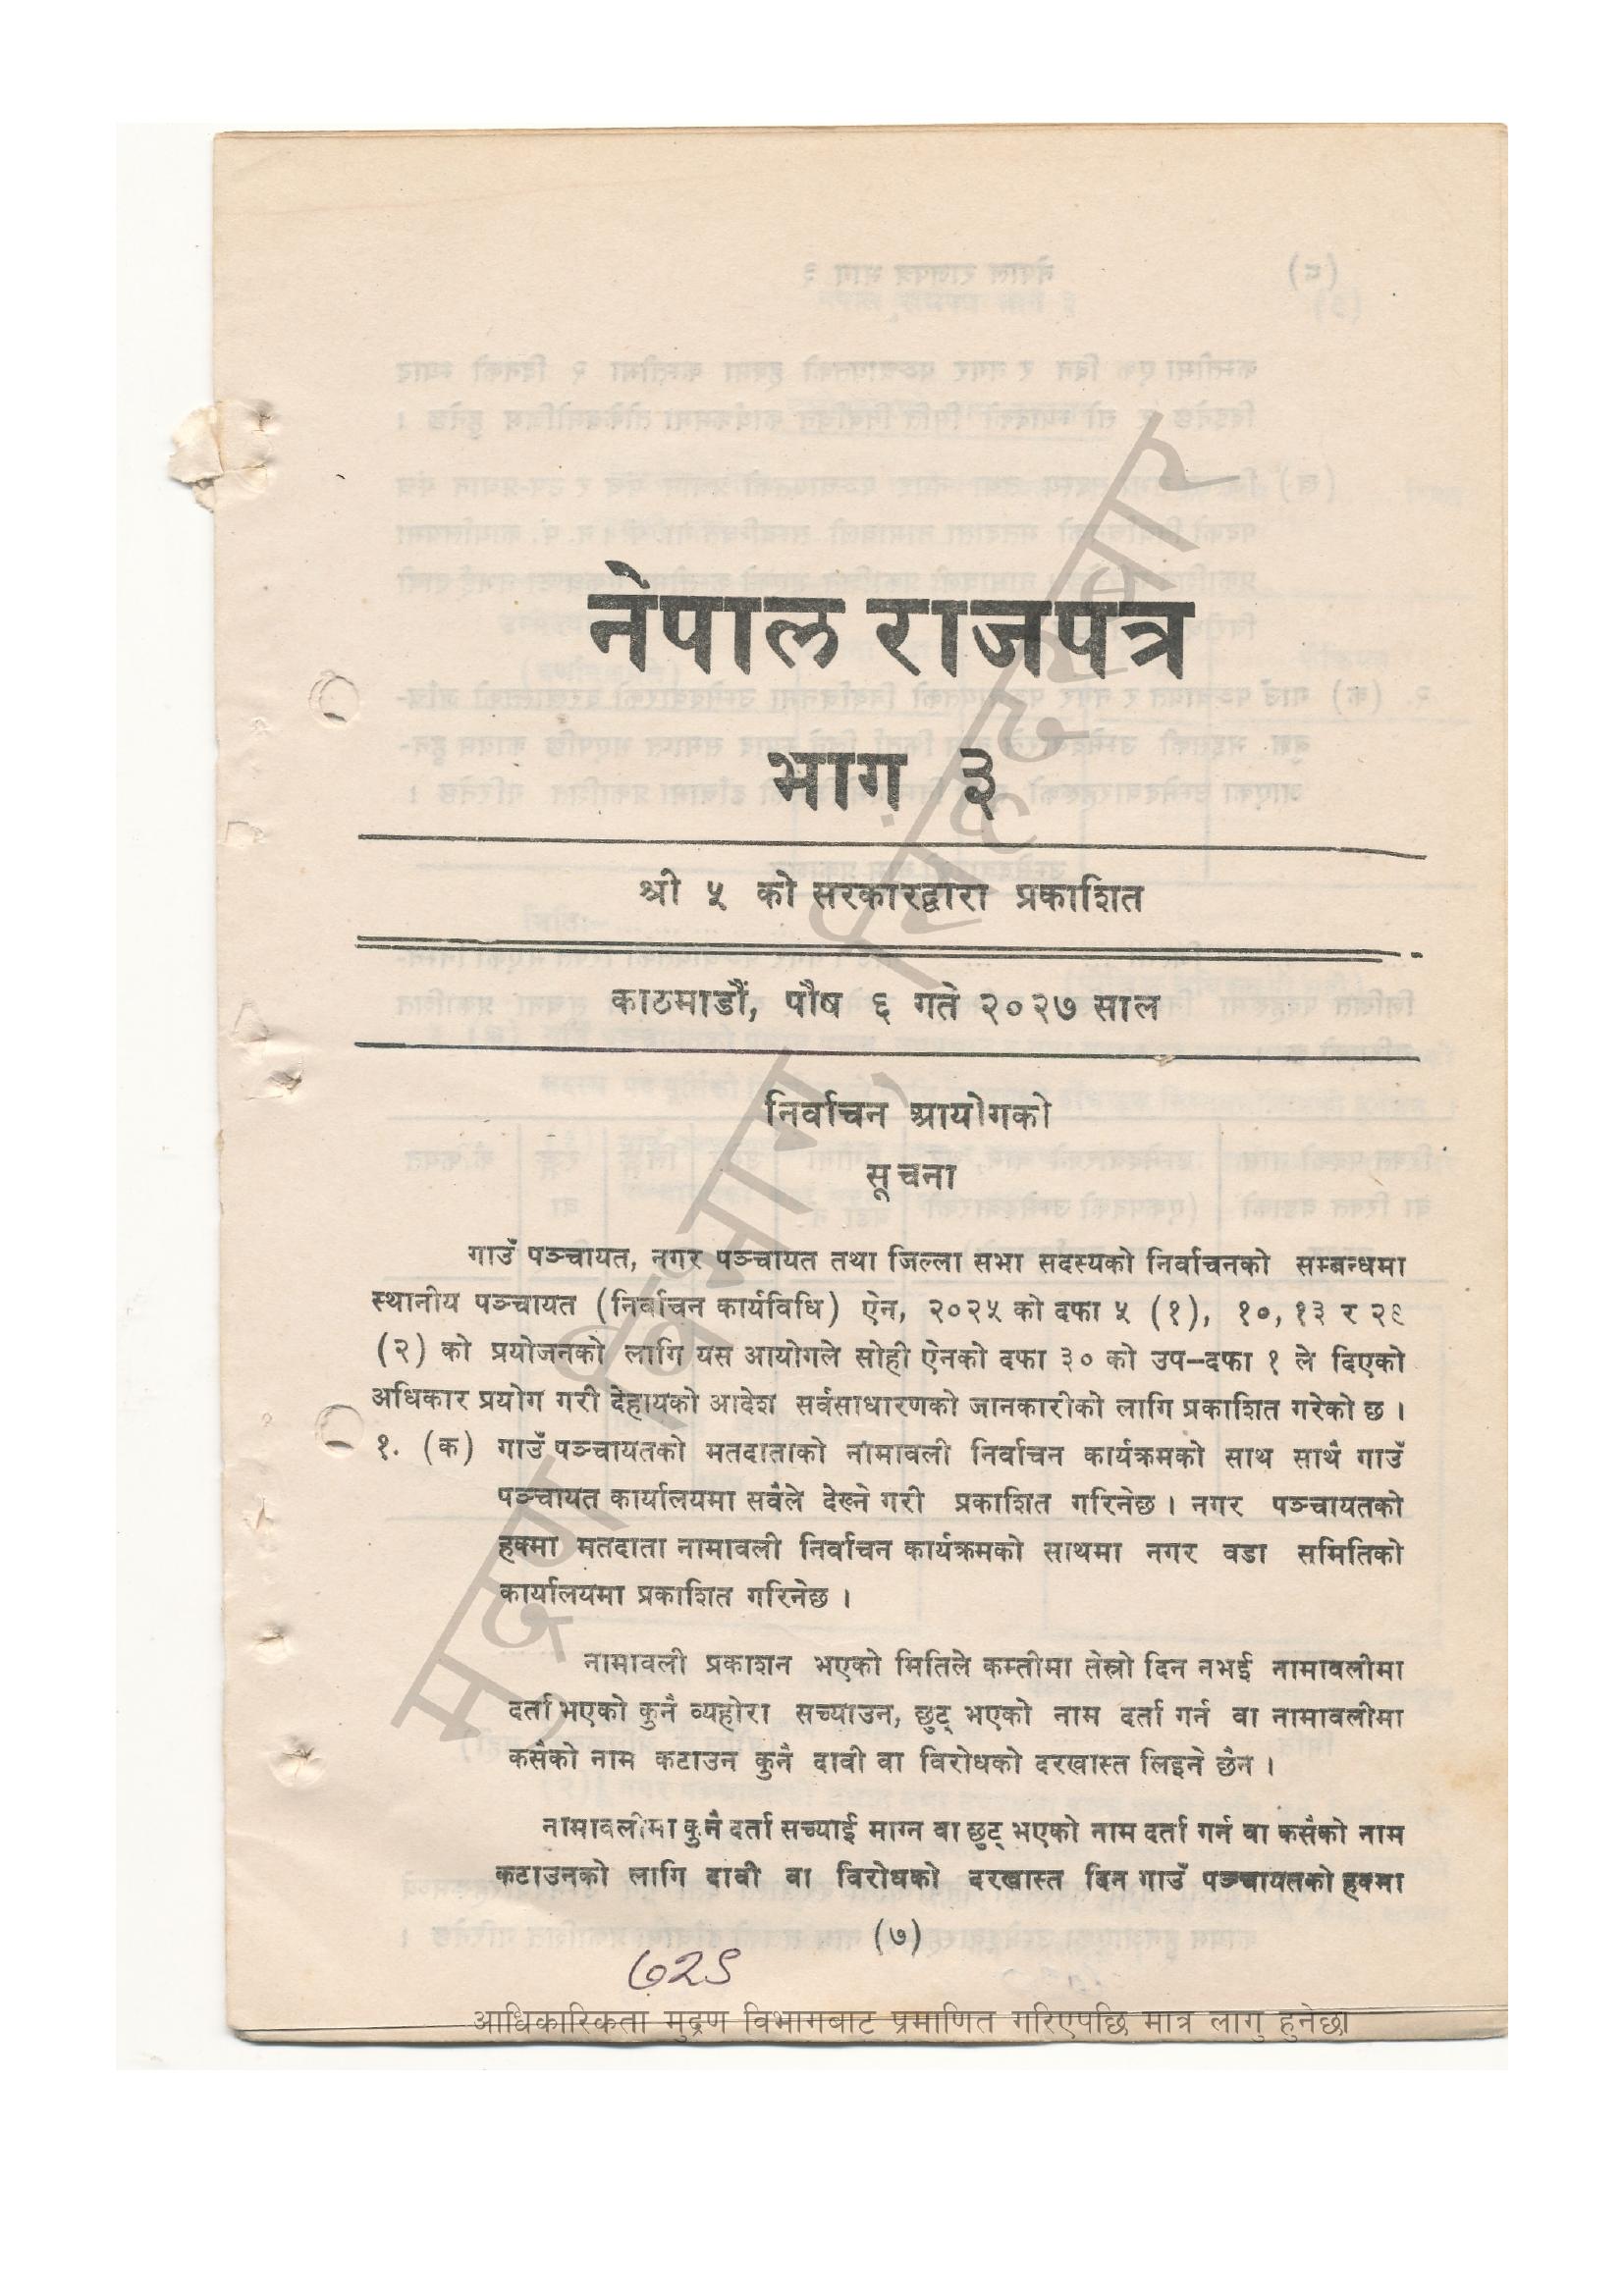 नेपाल राजपत्र
भाग ३
श्री ५ को सरकारद्वारा प्रकाशित
काठमाडौं, पौष ६ गते २०२७ साल
निर्वाचन आयोगको
सूचना
गाउँ पञ्चायत, नगर पञ्चायत तथा जिल्ला सभा सदस्यको निर्वाचनको सम्बन्धमा
स्थानीय पञ्चायत (निर्वाचन कार्यविधि) ऐन, २०२५ को दफा ५ (१), १०, १३ र २९
(२) को प्रयोजनको लागि यस आयोगले सोही ऐनको दफा ३० को उप-दफा १ ले दिएको
अधिकार प्रयोग गरी देहायको आदेश सर्वसाधारणको जानकारीको लागि प्रकाशित गरेको छ ।
१. (क) गाउँ पञ्चायतको मतदाताको नामावली निर्वाचन कार्यक्रमको साथ साथै गाउँ
पञ्चायत कार्यालयमा सवैले देख्ने गरी प्रकाशित गरिनेछ । नगर पञ्चायतको
हक्मा मतदाता नामावली निर्वाचन कार्यक्रमको साथमा नगर वडा समितिको
कार्यालयमा प्रकाशित गरिनेछ ।
नामावली प्रकाशन भएको मितिले कम्तीमा तेस्रो दिन नभई नामावलीमा
दर्ता भएको कुनै व्यहोरा सच्याउन, छुट् भएको नाम दर्ता गर्न वा नामावलीमा
कसैको नाम कटाउन कुनै दावी वा विरोधको दरखास्त लिइने छैन ।
नामावलीमा कुनै दर्ता सच्याई माग्न वा छुट् भएको नाम दर्ता गर्न वा कसैको नाम
कटाउनको लागि दावी वा विरोधको दरखास्त दिन गाउँ पञ्चायतको हक्मा
(७)
७२९
आधिकारिकता मुद्रण विभागबाट प्रमाणित गरिएपछि मात्र लागु हुनेछ।
मुद्रण विभाग, सिंहदरबार